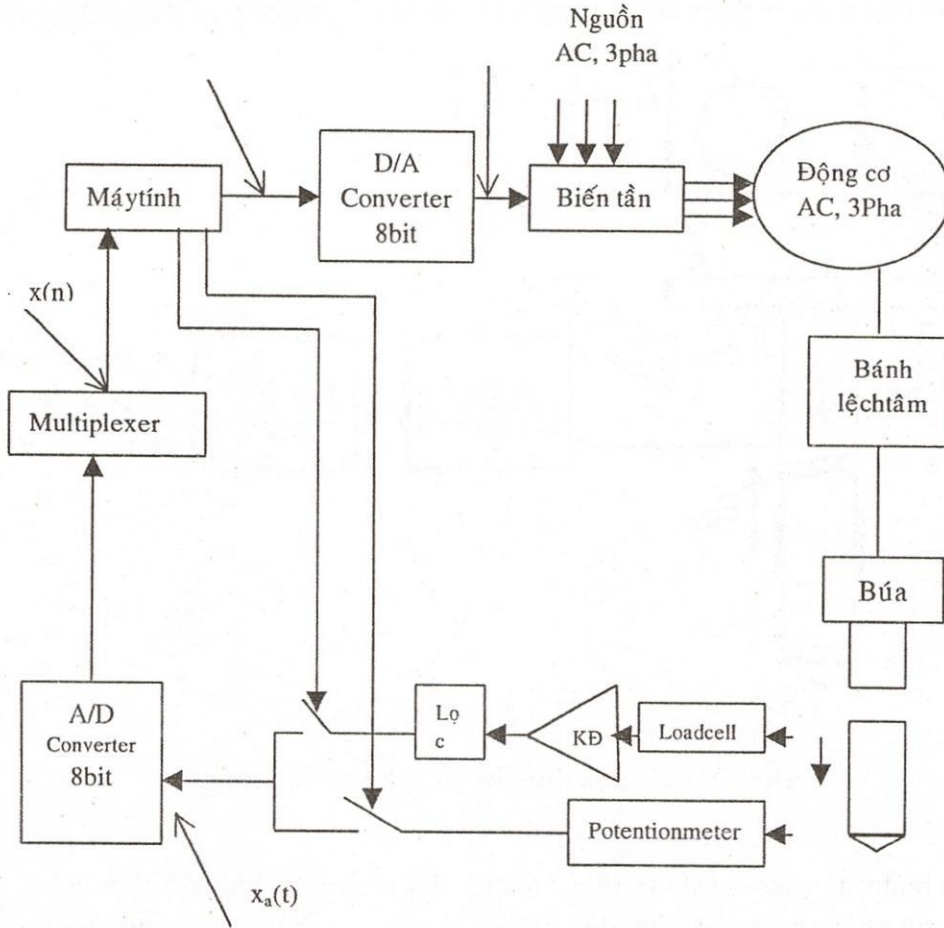 Nguồn
AC, 3pha
Máytính
D/A
Converter
8bit
Biến tần
Động cơ
AC, 3Pha
x(n)
Multiplexer
Bánh
lệchtâm
Búa
A/D
Converter
8bit
Lọ
c
KĐ
Loadcell
Potentionmeter
xₐ(t)